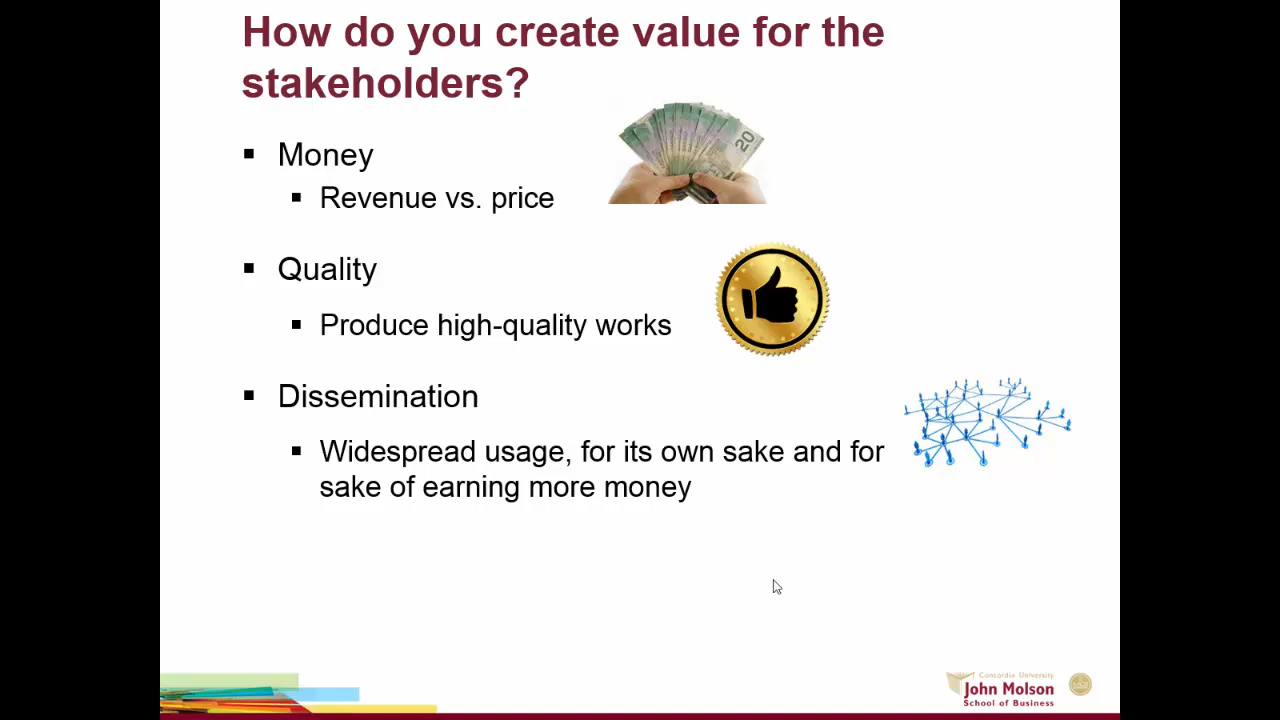 How do you create value for the
stakeholders?
▪ Money
▪ Revenue vs. price
20
▪ Quality
▪ Produce high-quality works
▪ Dissemination
▪ Widespread usage, for its own sake and for
sake of earning more money
Concordia University
John Molson
School of Business